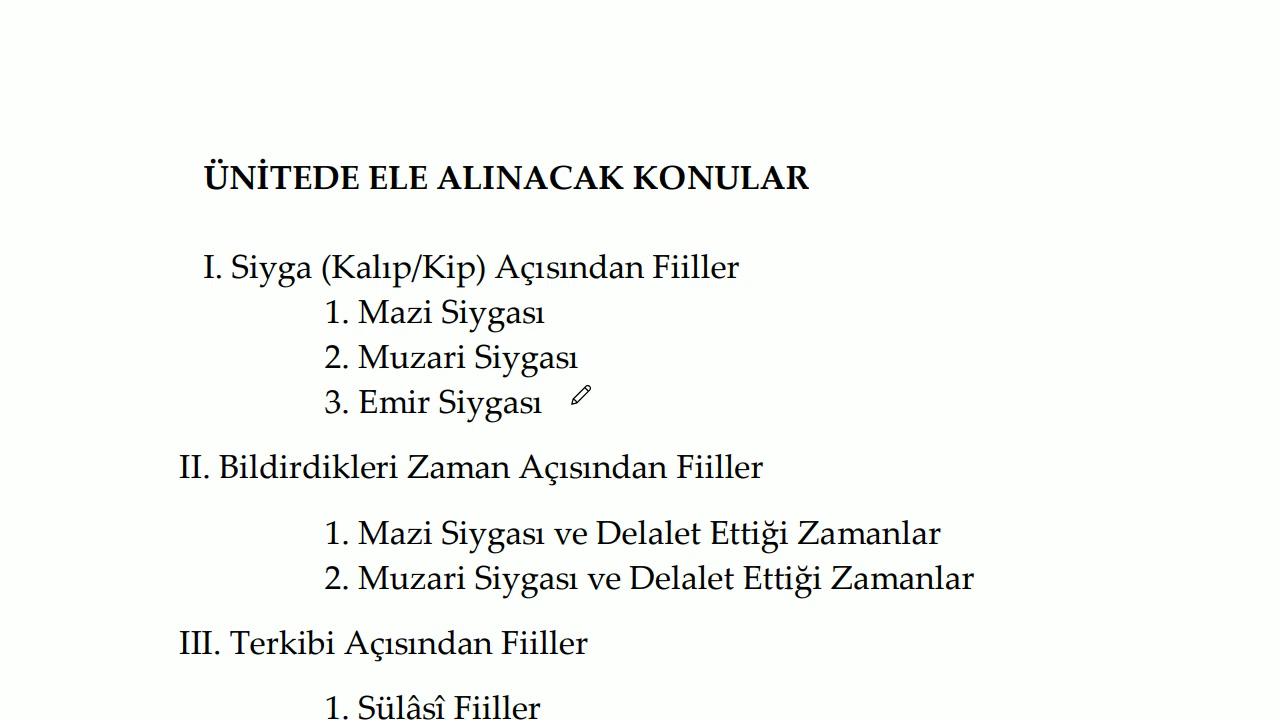 ÜNİTEDE ELE ALINACAK KONULAR
I. Siyga (Kalıp/Kip) Açısından Fiiller
1. Mazi Siygası
2. Muzari Siygası
3. Emir Siygası
II. Bildirdikleri Zaman Açısından Fiiller
1. Mazi Siygası ve Delalet Ettiği Zamanlar
2. Muzari Siygası ve Delalet Ettiği Zamanlar
III. Terkibi Açısından Fiiller
1. Sülâsî Fiiller